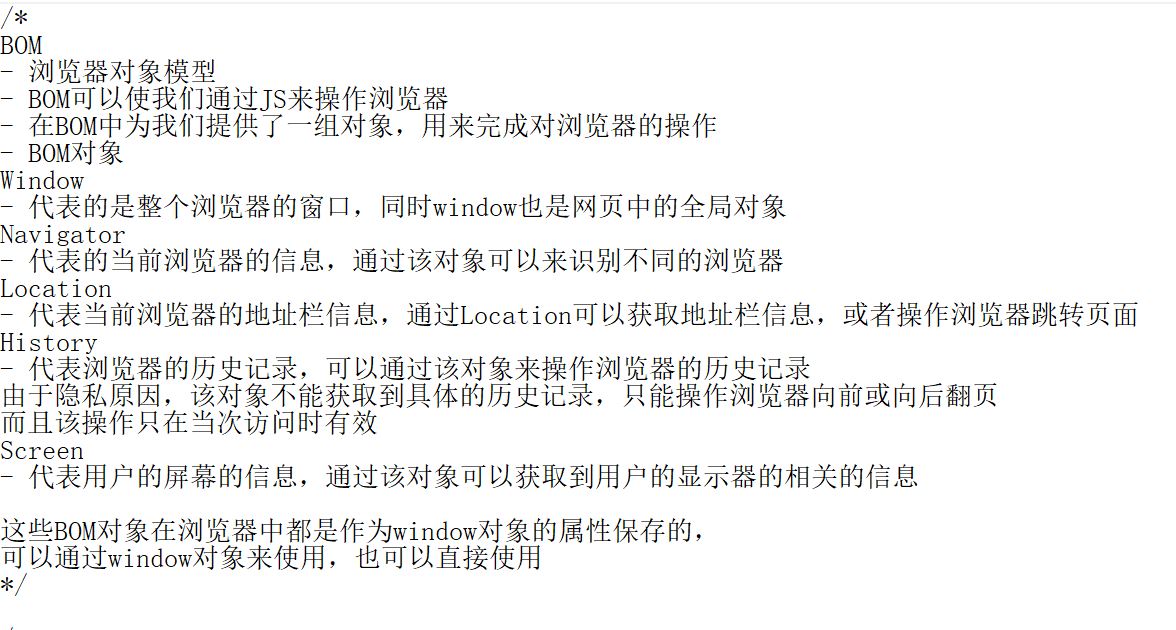 /*
BOM
- 浏览器对象模型
- BOM可以使我们通过JS来操作浏览器
- 在BOM中为我们提供了一组对象，用来完成对浏览器的操作
- BOM对象
Window
- 代表的是整个浏览器的窗口，同时window也是网页中的全局对象
Navigator
- 代表的当前浏览器的信息，通过该对象可以来识别不同的浏览器
Location
- 代表当前浏览器的地址栏信息，通过Location可以获取地址栏信息，或者操作浏览器跳转页面
History
- 代表浏览器的历史记录，可以通过该对象来操作浏览器的历史记录
由于隐私原因，该对象不能获取到具体的历史记录，只能操作浏览器向前或向后翻页
而且该操作只在当次访问时有效
Screen
- 代表用户的屏幕的信息，通过该对象可以获取到用户的显示器的相关的信息
这些BOM对象在浏览器中都是作为window对象的属性保存的，
可以通过window对象来使用，也可以直接使用
*/